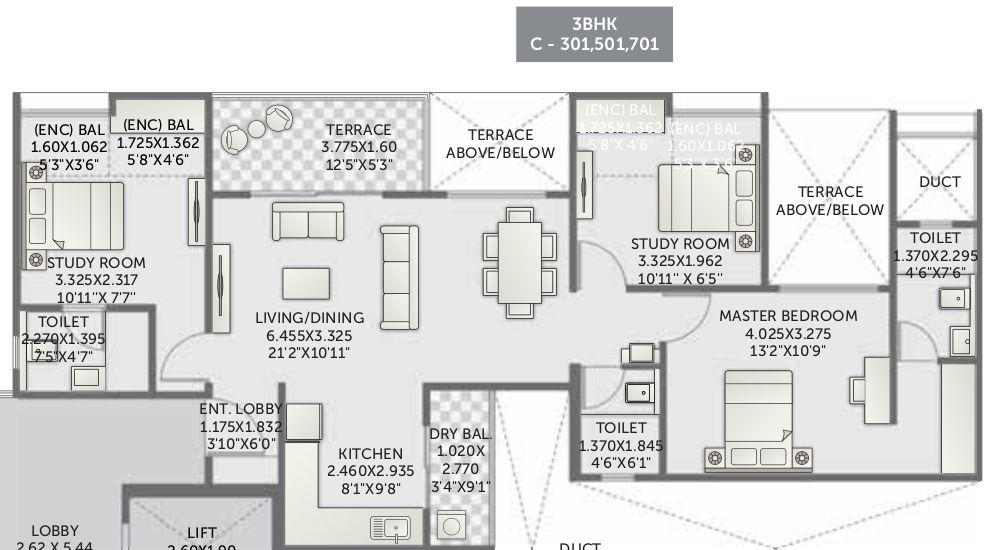 3BHK
C - 301,501,701
(ENC) BAL
1.60X1.062
5'3"X3'6"
(ENC) BAL
1.725X1.362
5'8"X4'6"
TERRACE
3.775X1.60
12'5"X5'3"
TERRACE
ABOVE/BELOW
(ENC) BAL
1.725X1.362
5'8"X 4'6"
(ENC) BAL
1.60X1.062
5'3"X 3'6"
TERRACE
ABOVE/BELOW
DUCT
STUDY ROOM
3.325X2.317
10'11"X 7'7"
STUDY ROOM
3.325X1.962
10'11" X 6'5"
TOILET
1.370X2.295
4'6"X7'6"
TOILET
2.270X1.395
7'5"X4'7"
LIVING/DINING
6.455X3.325
21'2"X10'11"
MASTER BEDROOM
4.025X3.275
13'2"X10'9"
ENT. LOBBY
1.175X1.832
3'10"X6'0"
KITCHEN
2.460X2.935
8'1"X9'8"
DRY BAL.
1.020X
2.770
3'4"X9'1"
TOILET
1.370X1.845
4'6"X6'1"
LOBBY
2.62 X 5.44
LIFT
2.60X1.90
DUCT